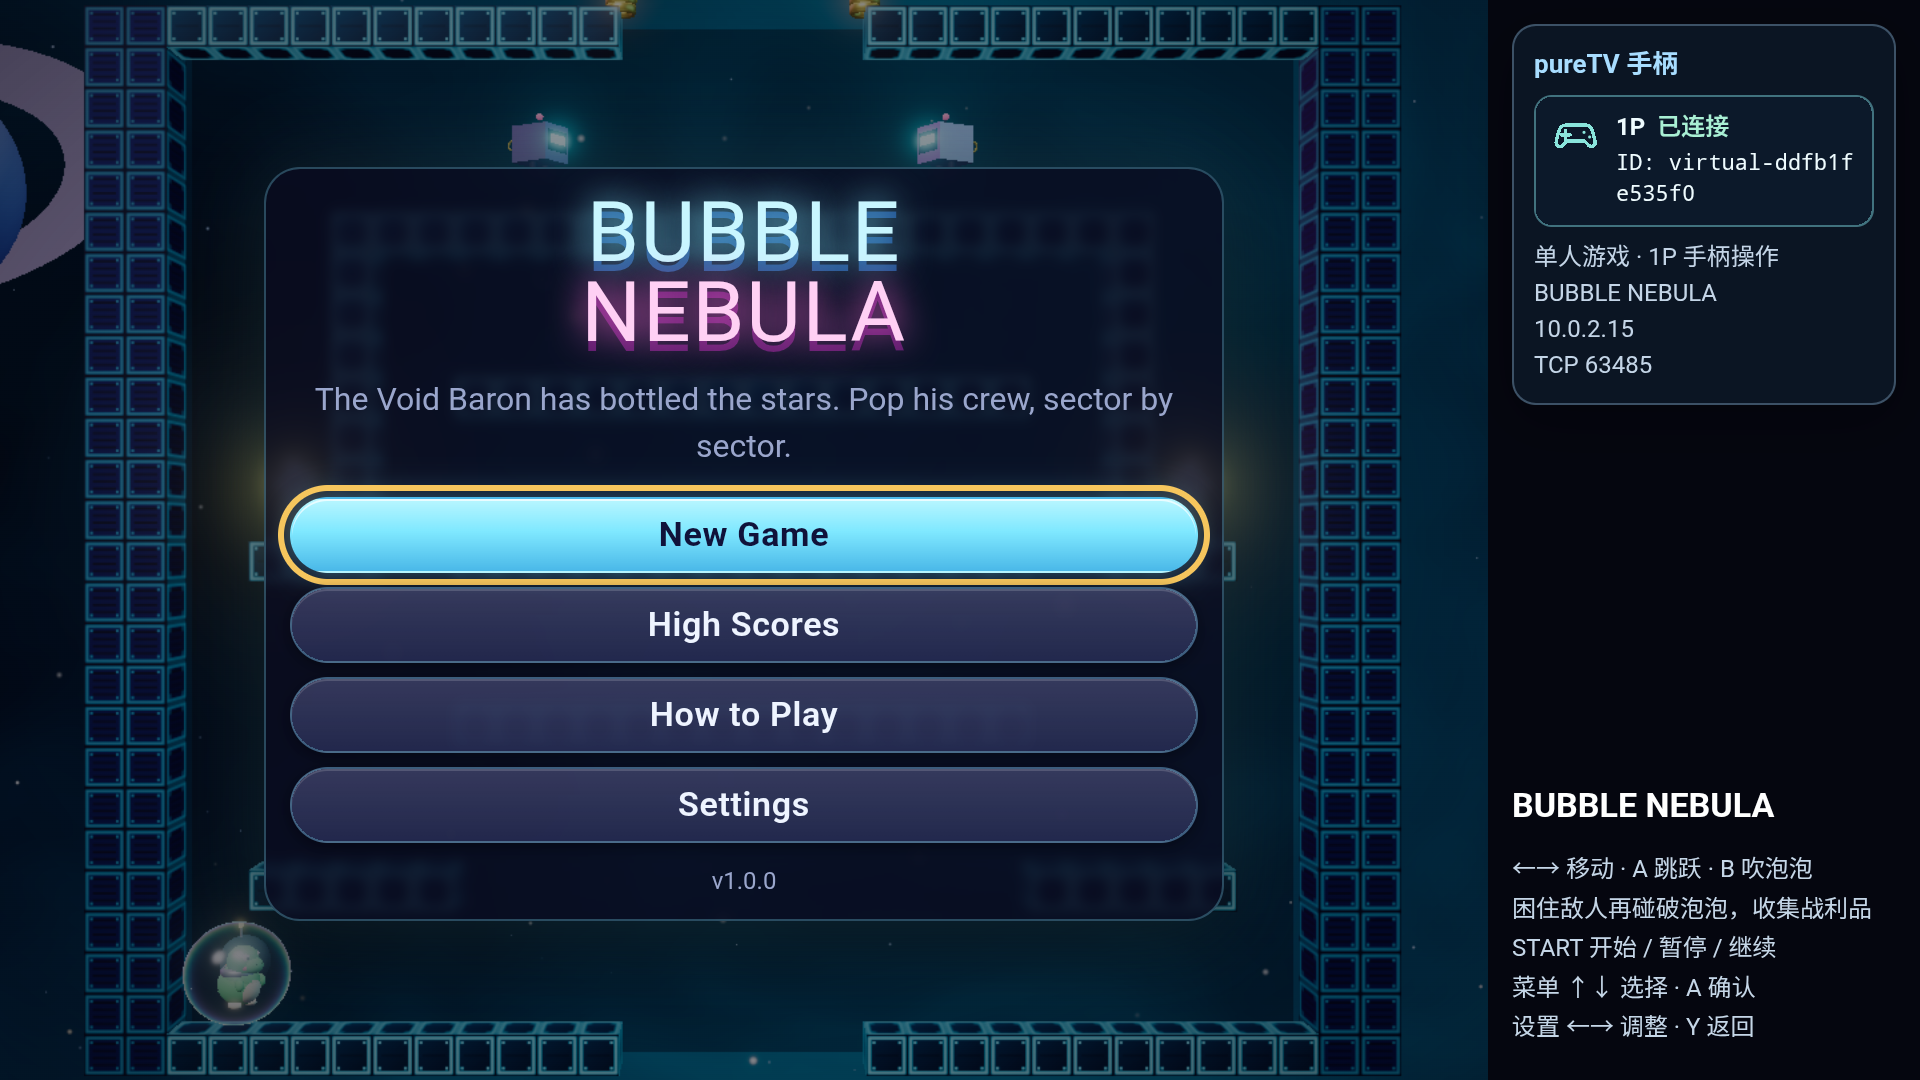 BUBBLE
NEBULA
The Void Baron has bottled the stars. Pop his crew, sector by
sector.
New Game
High Scores
How to Play
Settings
v1.0.0
pureTV 手柄
1P 已连接
ID: virtual-ddfb1f
e535f0
单人游戏 · 1P 手柄操作
BUBBLE NEBULA
10.0.2.15
TCP 63485
BUBBLE NEBULA
←→ 移动 · A 跳跃 · B 吹泡泡
困住敌人再碰破泡泡，收集战利品
START 开始 / 暂停 / 继续
菜单 ↑↓ 选择 · A 确认
设置 ←→ 调整 · Y 返回